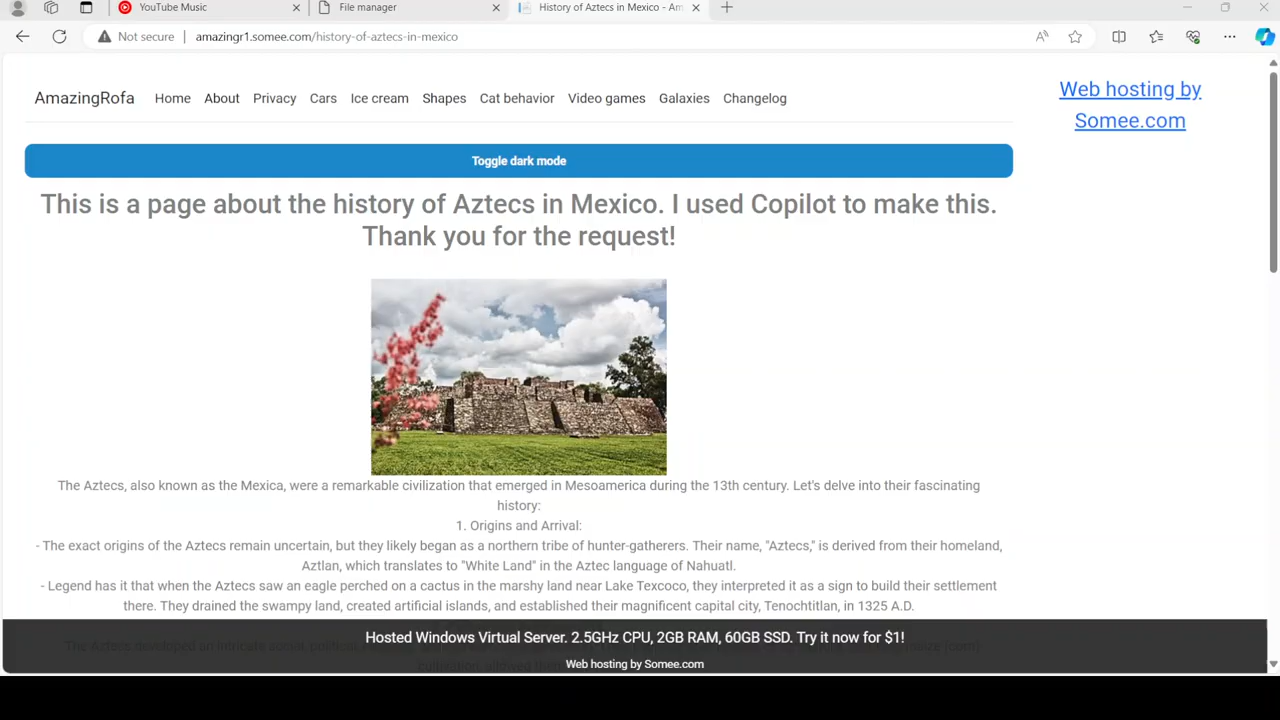 YouTube Music
File manager
History of Aztecs in Mexico - Am
Not secure
amazingr1.somee.com/history-of-aztecs-in-mexico
AmazingRofa Home About Privacy Cars Ice cream Shapes Cat behavior Video games Galaxies Changelog
Web hosting by
Somee.com
Toggle dark mode
This is a page about the history of Aztecs in Mexico. I used Copilot to make this.
Thank you for the request!
The Aztecs, also known as the Mexica, were a remarkable civilization that emerged in Mesoamerica during the 13th century. Let's delve into their fascinating
history:
1. Origins and Arrival:
- The exact origins of the Aztecs remain uncertain, but they likely began as a northern tribe of hunter-gatherers. Their name, "Aztecs," is derived from their homeland,
Aztlan, which translates to "White Land" in the Aztec language of Nahuatl.
- Legend has it that when the Aztecs saw an eagle perched on a cactus in the marshy land near Lake Texcoco, they interpreted it as a sign to build their settlement
there. They drained the swampy land, created artificial islands, and established their magnificent capital city, Tenochtitlan, in 1325 A.D.
Hosted Windows Virtual Server. 2.5GHz CPU, 2GB RAM, 60GB SSD. Try it now for $1!
The Aztecs developed an intricate social, political
Web hosting by Somee.com